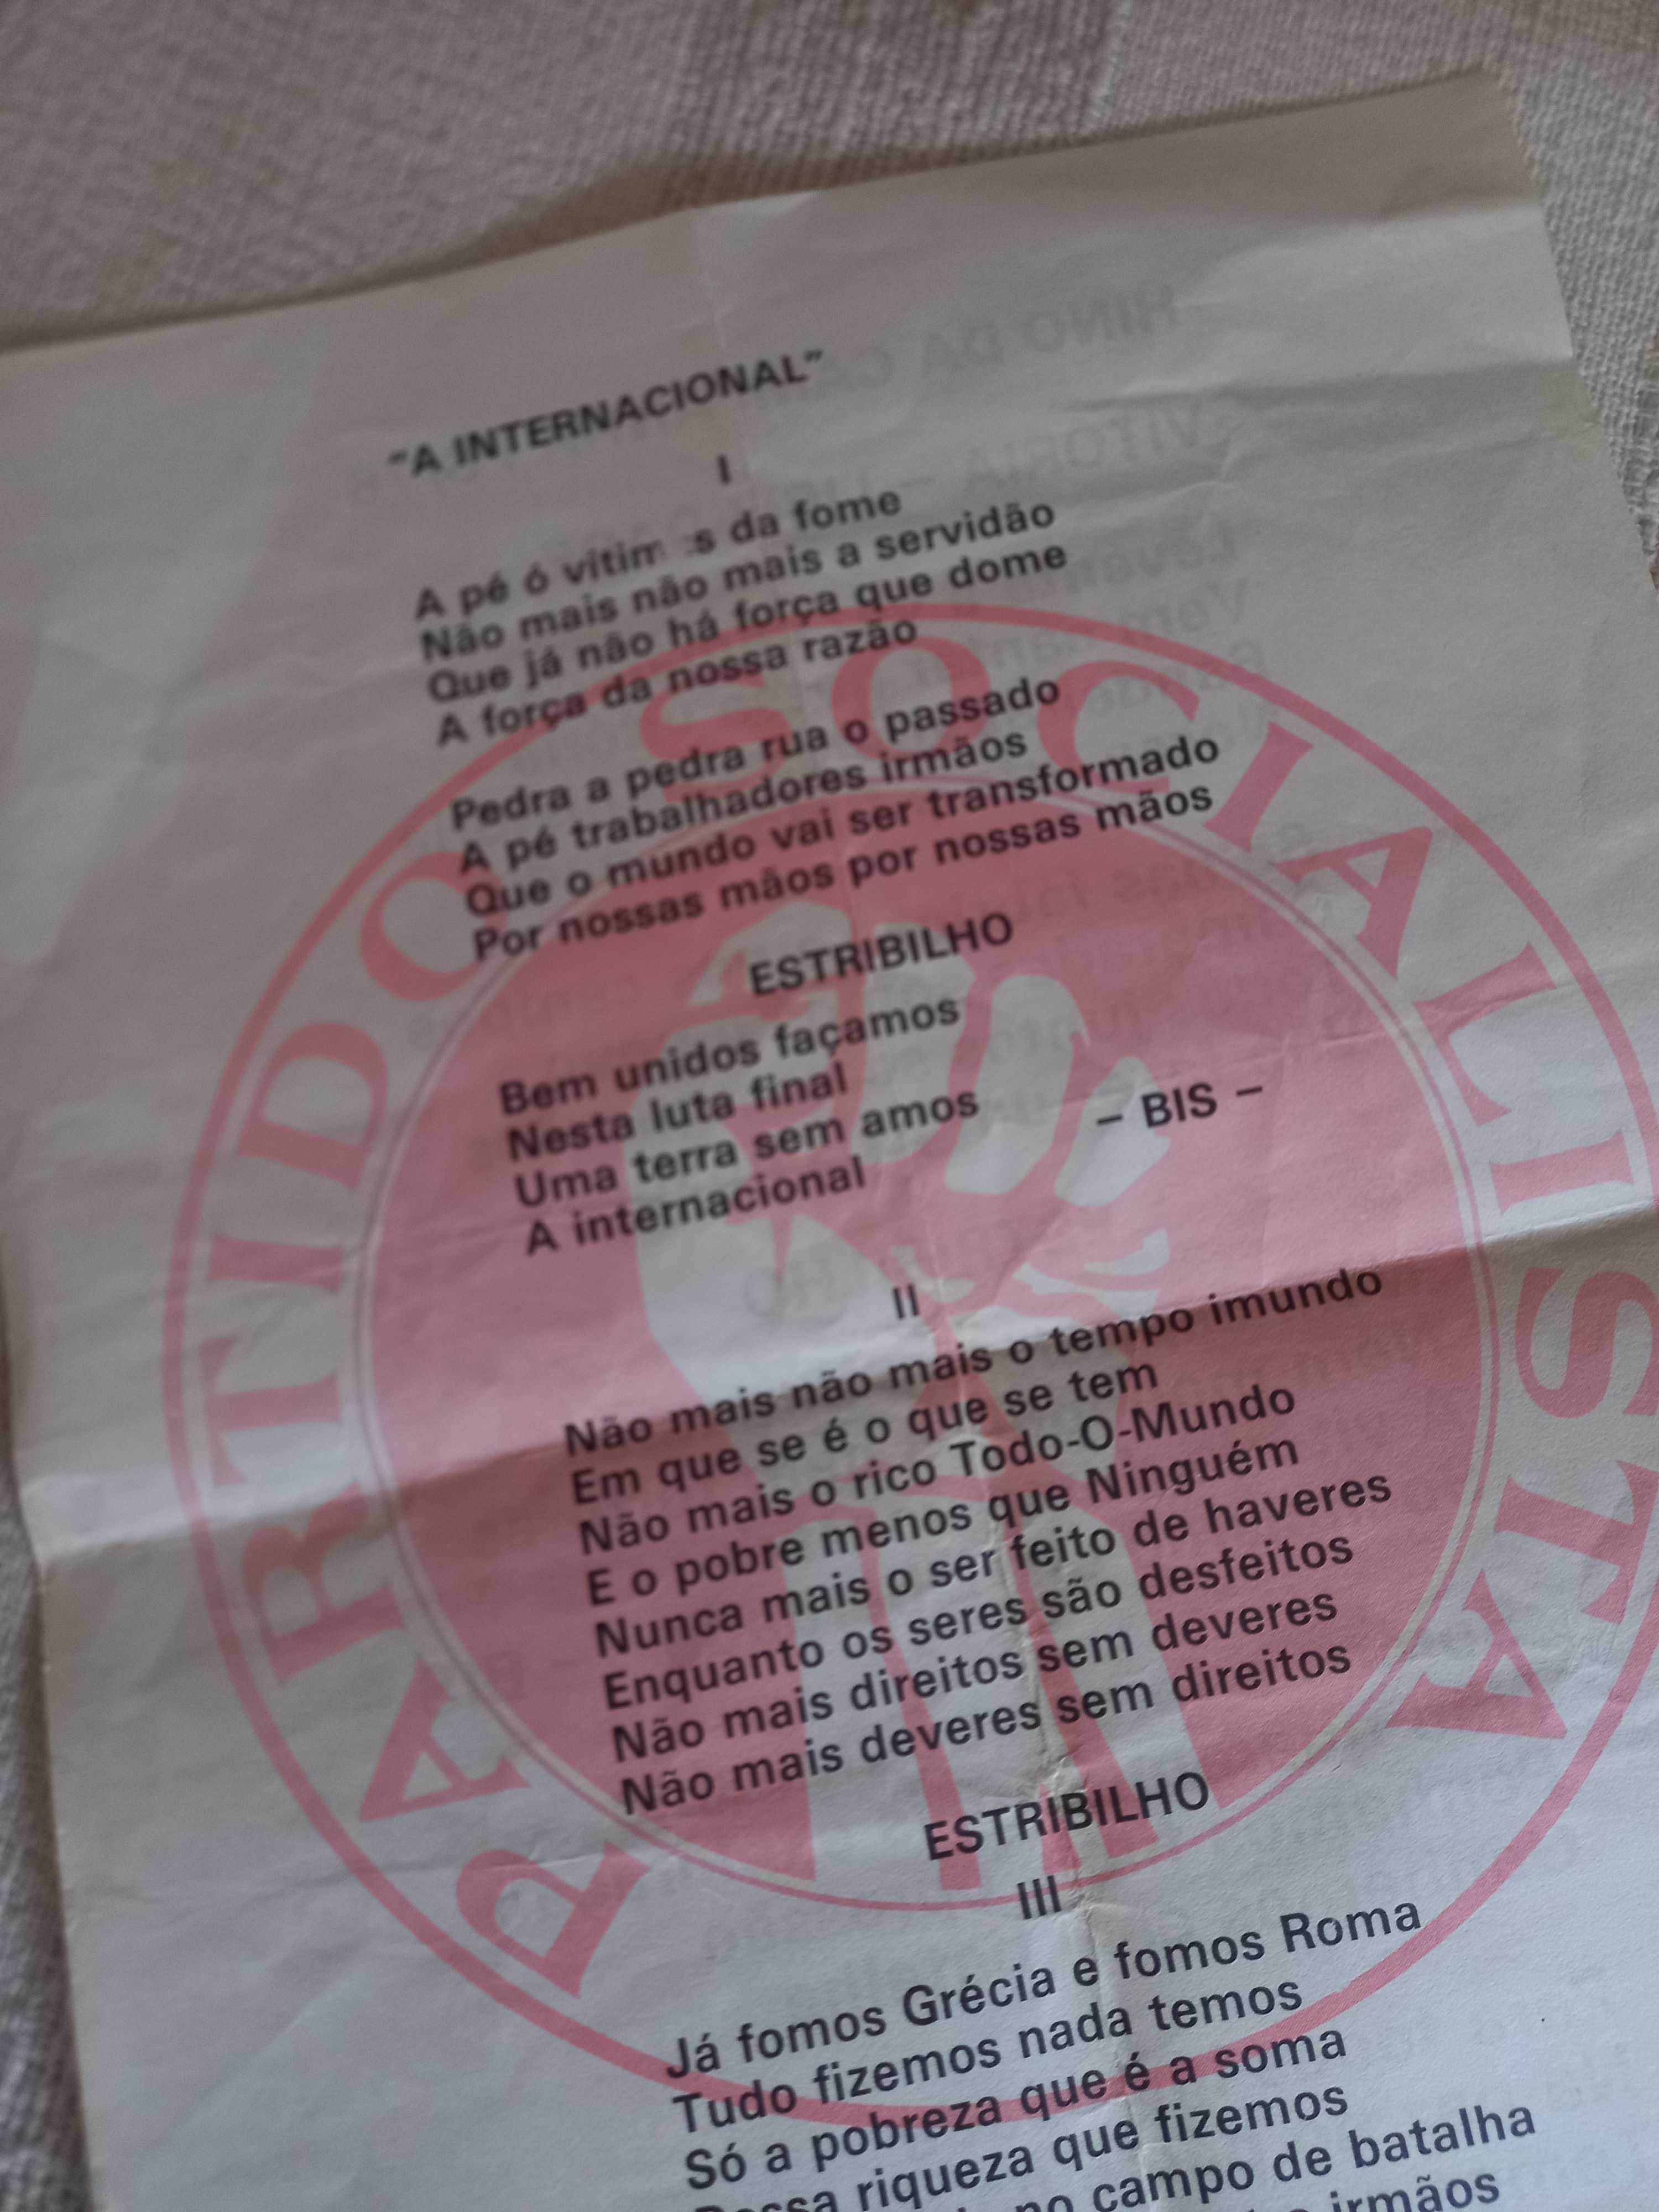 "A INTERNACIONAL"
I
A pé ó vitim s da fome
Não mais não mais a servidão
Que já não há força que dome
A força da nossa razão
Pedra a pedra rua o passado
A pé trabalhadores irmãos
Que o mundo vai ser transformado
Por nossas mãos por nossas mãos
ESTRIBILHO
Bem unidos façamos
Nesta luta final
Uma terra sem amos
A internacional
– BIS –
II
Não mais não mais o tempo imundo
Em que se é o que se tem
Não mais o rico Todo-O-Mundo
E o pobre menos que Ninguém
Nunca mais o ser feito de haveres
Enquanto os seres são desfeitos
Não mais direitos sem deveres
Não mais deveres sem direitos
ESTRIBILHO
III
Já fomos Grécia e fomos Roma
Tudo fizemos nada temos
Só a pobreza que é a soma
riqueza que fizemos
no campo de batalha
irmãos
PARTIDO SOCIALISTA